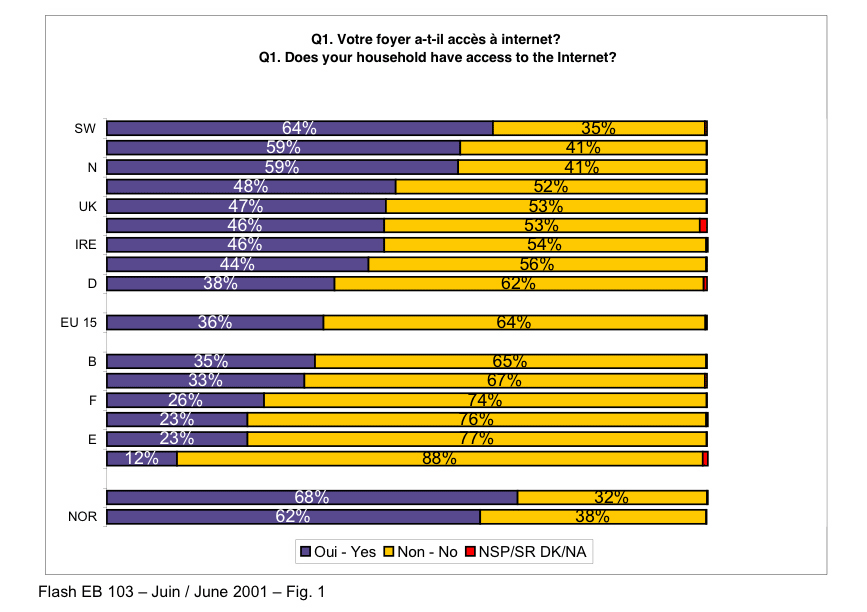 Q1. Votre foyer a-t-il accès à internet?
Q1. Does your household have access to the Internet?
SW 64% 35%
59% 41%
N 59% 41%
48% 52%
UK 47% 53%
46% 53%
IRE 46% 54%
44% 56%
D 38% 62%
EU 15 36% 64%
B 35% 65%
33% 67%
F 26% 74%
23% 76%
E 23% 77%
12% 88%
68% 32%
NOR 62% 38%
Oui - Yes Non - No NSP/SR DK/NA
Flash EB 103 – Juin / June 2001 – Fig. 1